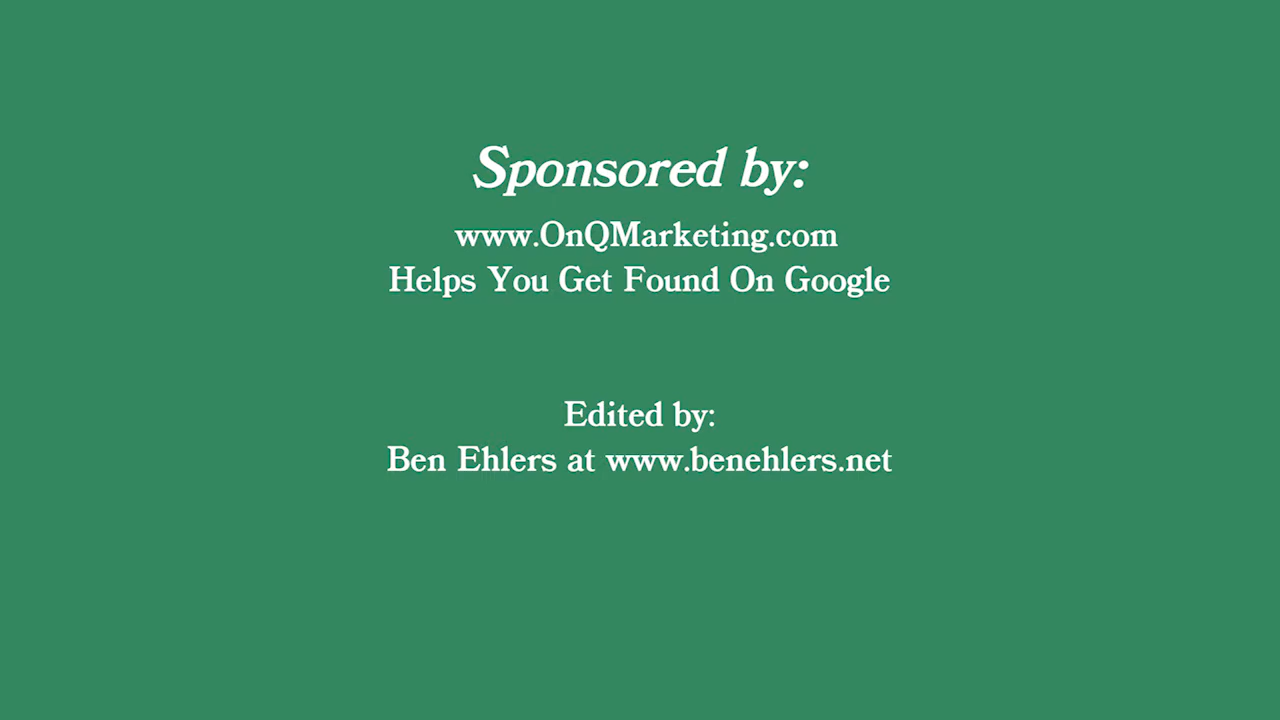 Sponsored by:
www.OnQMarketing.com
Helps You Get Found On Google
Edited by:
Ben Ehlers at www.benehlers.net